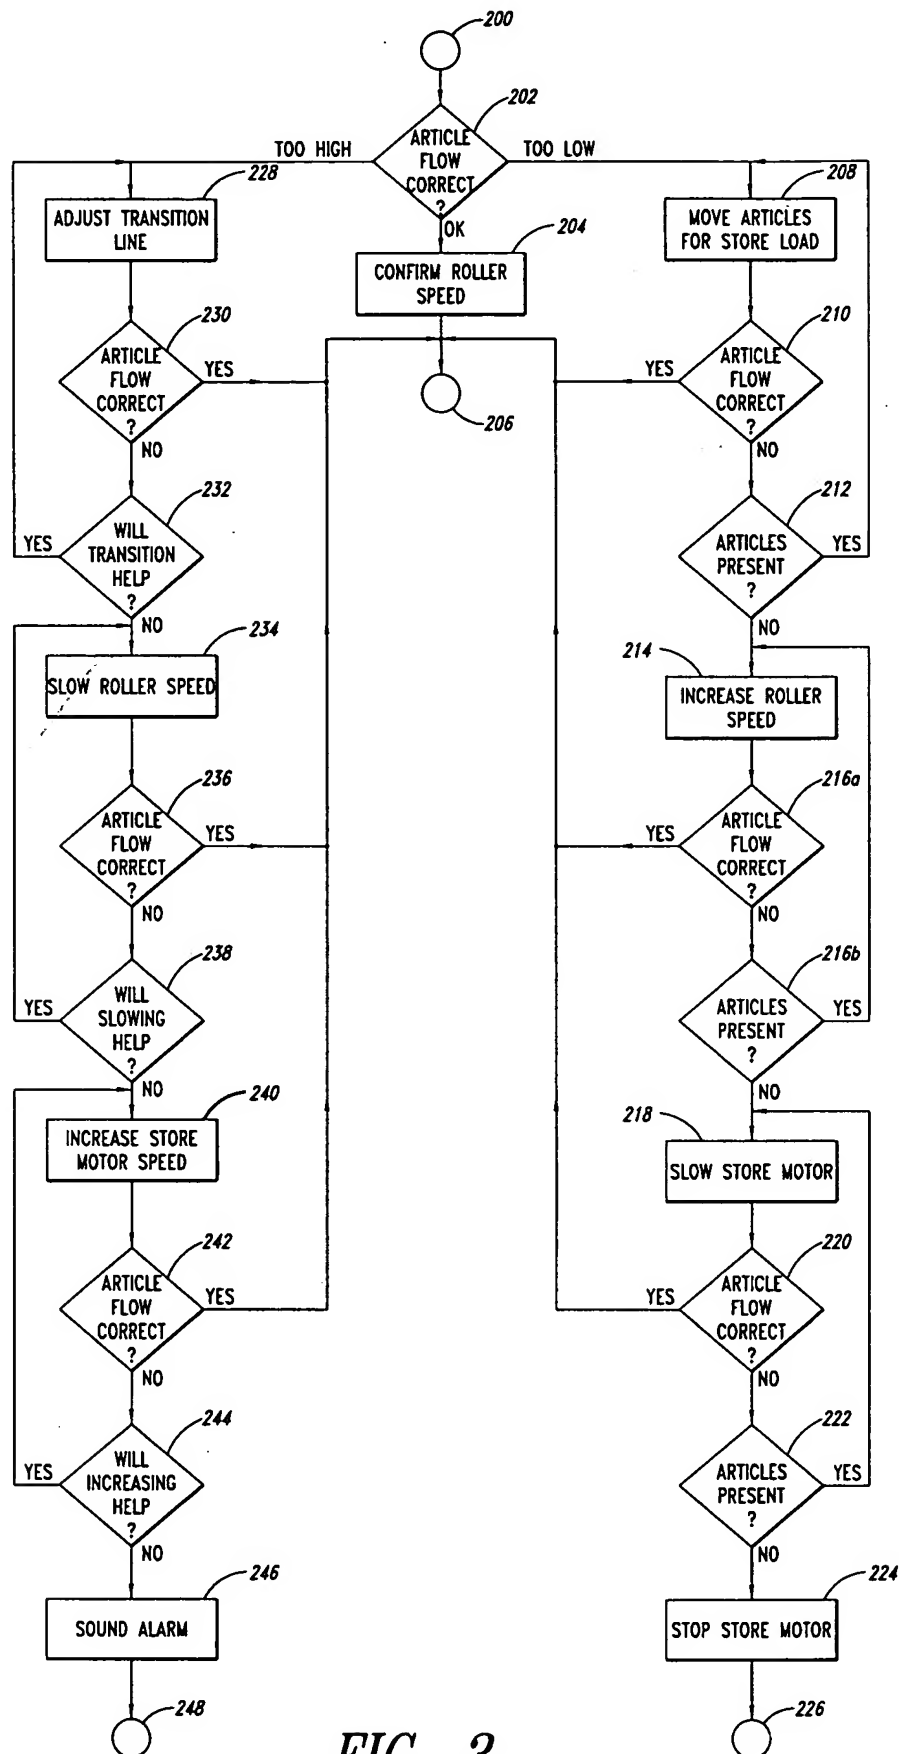 200
202
ARTICLE
FLOW
CORRECT
?
TOO HIGH
TOO LOW
OK
228
ADJUST TRANSITION
LINE
204
CONFIRM ROLLER
SPEED
208
MOVE ARTICLES
FOR STORE LOAD
230
ARTICLE
FLOW
CORRECT
?
YES
NO
206
210
ARTICLE
FLOW
CORRECT
?
YES
NO
232
WILL
TRANSITION
HELP
?
YES
NO
212
ARTICLES
PRESENT
?
YES
NO
234
SLOW ROLLER SPEED
214
INCREASE ROLLER
SPEED
236
ARTICLE
FLOW
CORRECT
?
YES
NO
216a
ARTICLE
FLOW
CORRECT
?
YES
NO
238
WILL
SLOWING
HELP
?
YES
NO
216b
ARTICLES
PRESENT
?
YES
NO
240
INCREASE STORE
MOTOR SPEED
218
SLOW STORE MOTOR
242
ARTICLE
FLOW
CORRECT
?
YES
NO
220
ARTICLE
FLOW
CORRECT
?
YES
NO
244
WILL
INCREASING
HELP
?
YES
NO
222
ARTICLES
PRESENT
?
YES
NO
246
SOUND ALARM
224
STOP STORE MOTOR
248
226